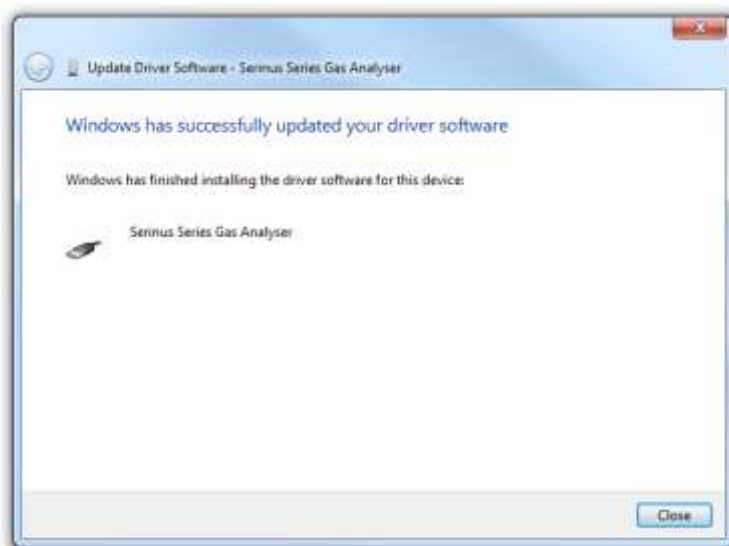 Update Driver Software - Serinus Series Gas Analyser
Windows has successfully updated your driver software
Windows has finished installing the driver software for this device:
Serinus Series Gas Analyser
Close